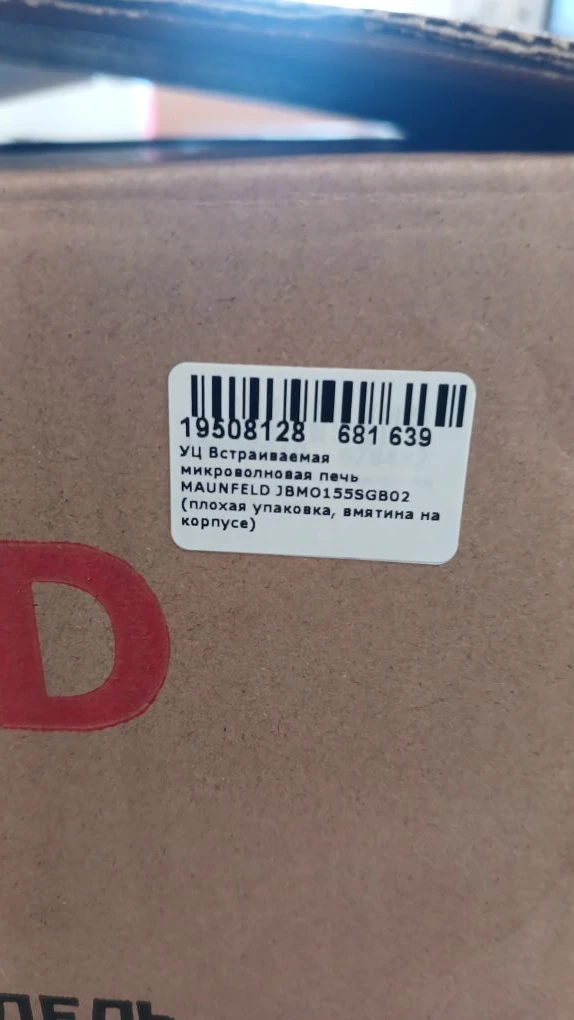 19508128 681 639
УЦ Встраиваемая
микроволновая печь
MAUNFELD JBMO155SGB02
(плохая упаковка, вмятина на
корпусе)
D